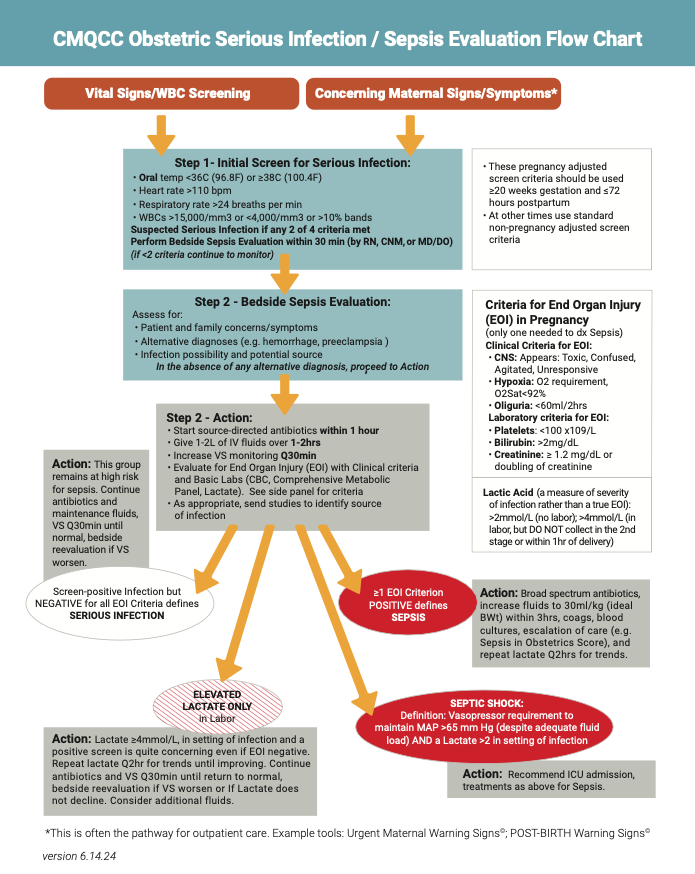 CMQCC Obstetric Serious Infection / Sepsis Evaluation Flow Chart
Vital Signs/WBC Screening
Concerning Maternal Signs/Symptoms*
Step 1- Initial Screen for Serious Infection:
• Oral temp <36C (96.8F) or ≥38C (100.4F)
• Heart rate >110 bpm
• Respiratory rate >24 breaths per min
• WBCs >15,000/mm3 or <4,000/mm3 or >10% bands
Suspected Serious Infection if any 2 of 4 criteria met
Perform Bedside Sepsis Evaluation within 30 min (by RN, CNM, or MD/DO)
(if <2 criteria continue to monitor)
• These pregnancy adjusted
screen criteria should be used
≥20 weeks gestation and ≤72
hours postpartum
• At other times use standard
non-pregnancy adjusted screen
criteria
Step 2 - Bedside Sepsis Evaluation:
Assess for:
• Patient and family concerns/symptoms
• Alternative diagnoses (e.g. hemorrhage, preeclampsia )
• Infection possibility and potential source
In the absence of any alternative diagnosis, proceed to Action
Criteria for End Organ Injury
(EOI) in Pregnancy
(only one needed to dx Sepsis)
Clinical Criteria for EOI:
• CNS: Appears: Toxic, Confused,
Agitated, Unresponsive
• Hypoxia: O2 requirement,
O2Sat<92%
• Oliguria: <60ml/2hrs
Laboratory criteria for EOI:
• Platelets: <100 x109/L
• Bilirubin: >2mg/dL
• Creatinine: ≥ 1.2 mg/dL or
doubling of creatinine
Lactic Acid (a measure of severity
of infection rather than a true EOI):
>2mmol/L (no labor); >4mmol/L (in
labor, but DO NOT collect in the 2nd
stage or within 1hr of delivery)
Step 2 - Action:
• Start source-directed antibiotics within 1 hour
• Give 1-2L of IV fluids over 1-2hrs
• Increase VS monitoring Q30min
• Evaluate for End Organ Injury (EOI) with Clinical criteria
and Basic Labs (CBC, Comprehensive Metabolic
Panel, Lactate). See side panel for criteria
• As appropriate, send studies to identify source
of infection
Action: This group
remains at high risk
for sepsis. Continue
antibiotics and
maintenance fluids,
VS Q30min until
normal, bedside
reevaluation if VS
worsen.
Screen-positive Infection but
NEGATIVE for all EOI Criteria defines
SERIOUS INFECTION
≥1 EOI Criterion
POSITIVE defines
SEPSIS
Action: Broad spectrum antibiotics,
increase fluids to 30ml/kg (ideal
BWt) within 3hrs, coags, blood
cultures, escalation of care (e.g.
Sepsis in Obstetrics Score), and
repeat lactate Q2hrs for trends.
ELEVATED
LACTATE ONLY
in Labor
Action: Lactate ≥4mmol/L, in setting of infection and a
positive screen is quite concerning even if EOI negative.
Repeat lactate Q2hr for trends until improving. Continue
antibiotics and VS Q30min until return to normal,
bedside reevaluation if VS worsen or If Lactate does
not decline. Consider additional fluids.
SEPTIC SHOCK:
Definition: Vasopressor requirement to
maintain MAP >65 mm Hg (despite adequate fluid
load) AND a Lactate >2 in setting of infection
Action: Recommend ICU admission,
treatments as above for Sepsis.
*This is often the pathway for outpatient care. Example tools: Urgent Maternal Warning Signs©; POST-BIRTH Warning Signs©
version 6.14.24